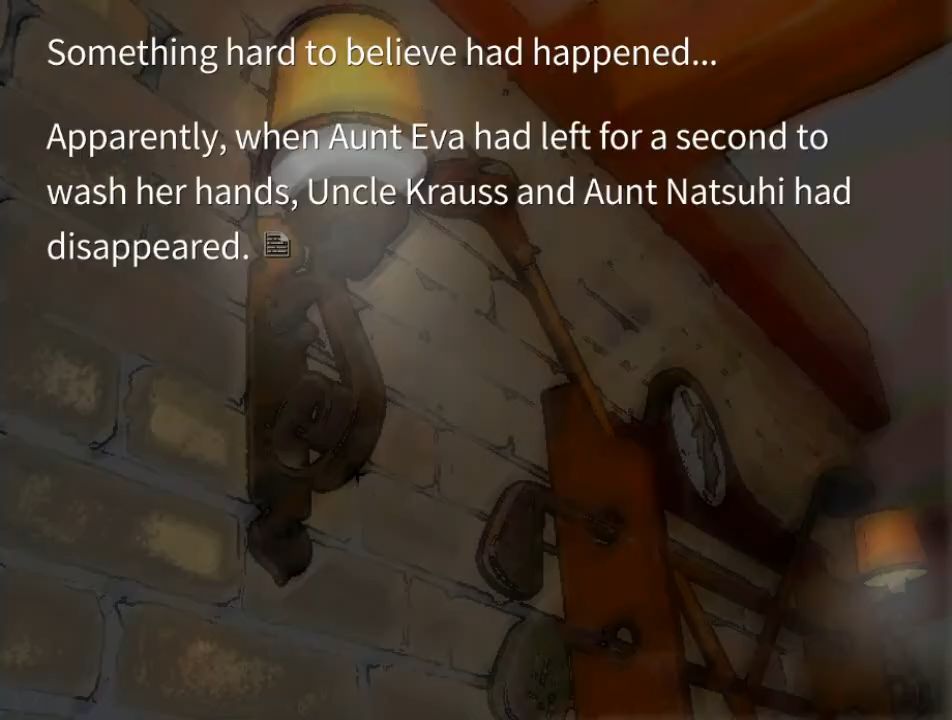 Something hard to believe had happened...
Apparently, when Aunt Eva had left for a second to
wash her hands, Uncle Krauss and Aunt Natsuhi had
disappeared.